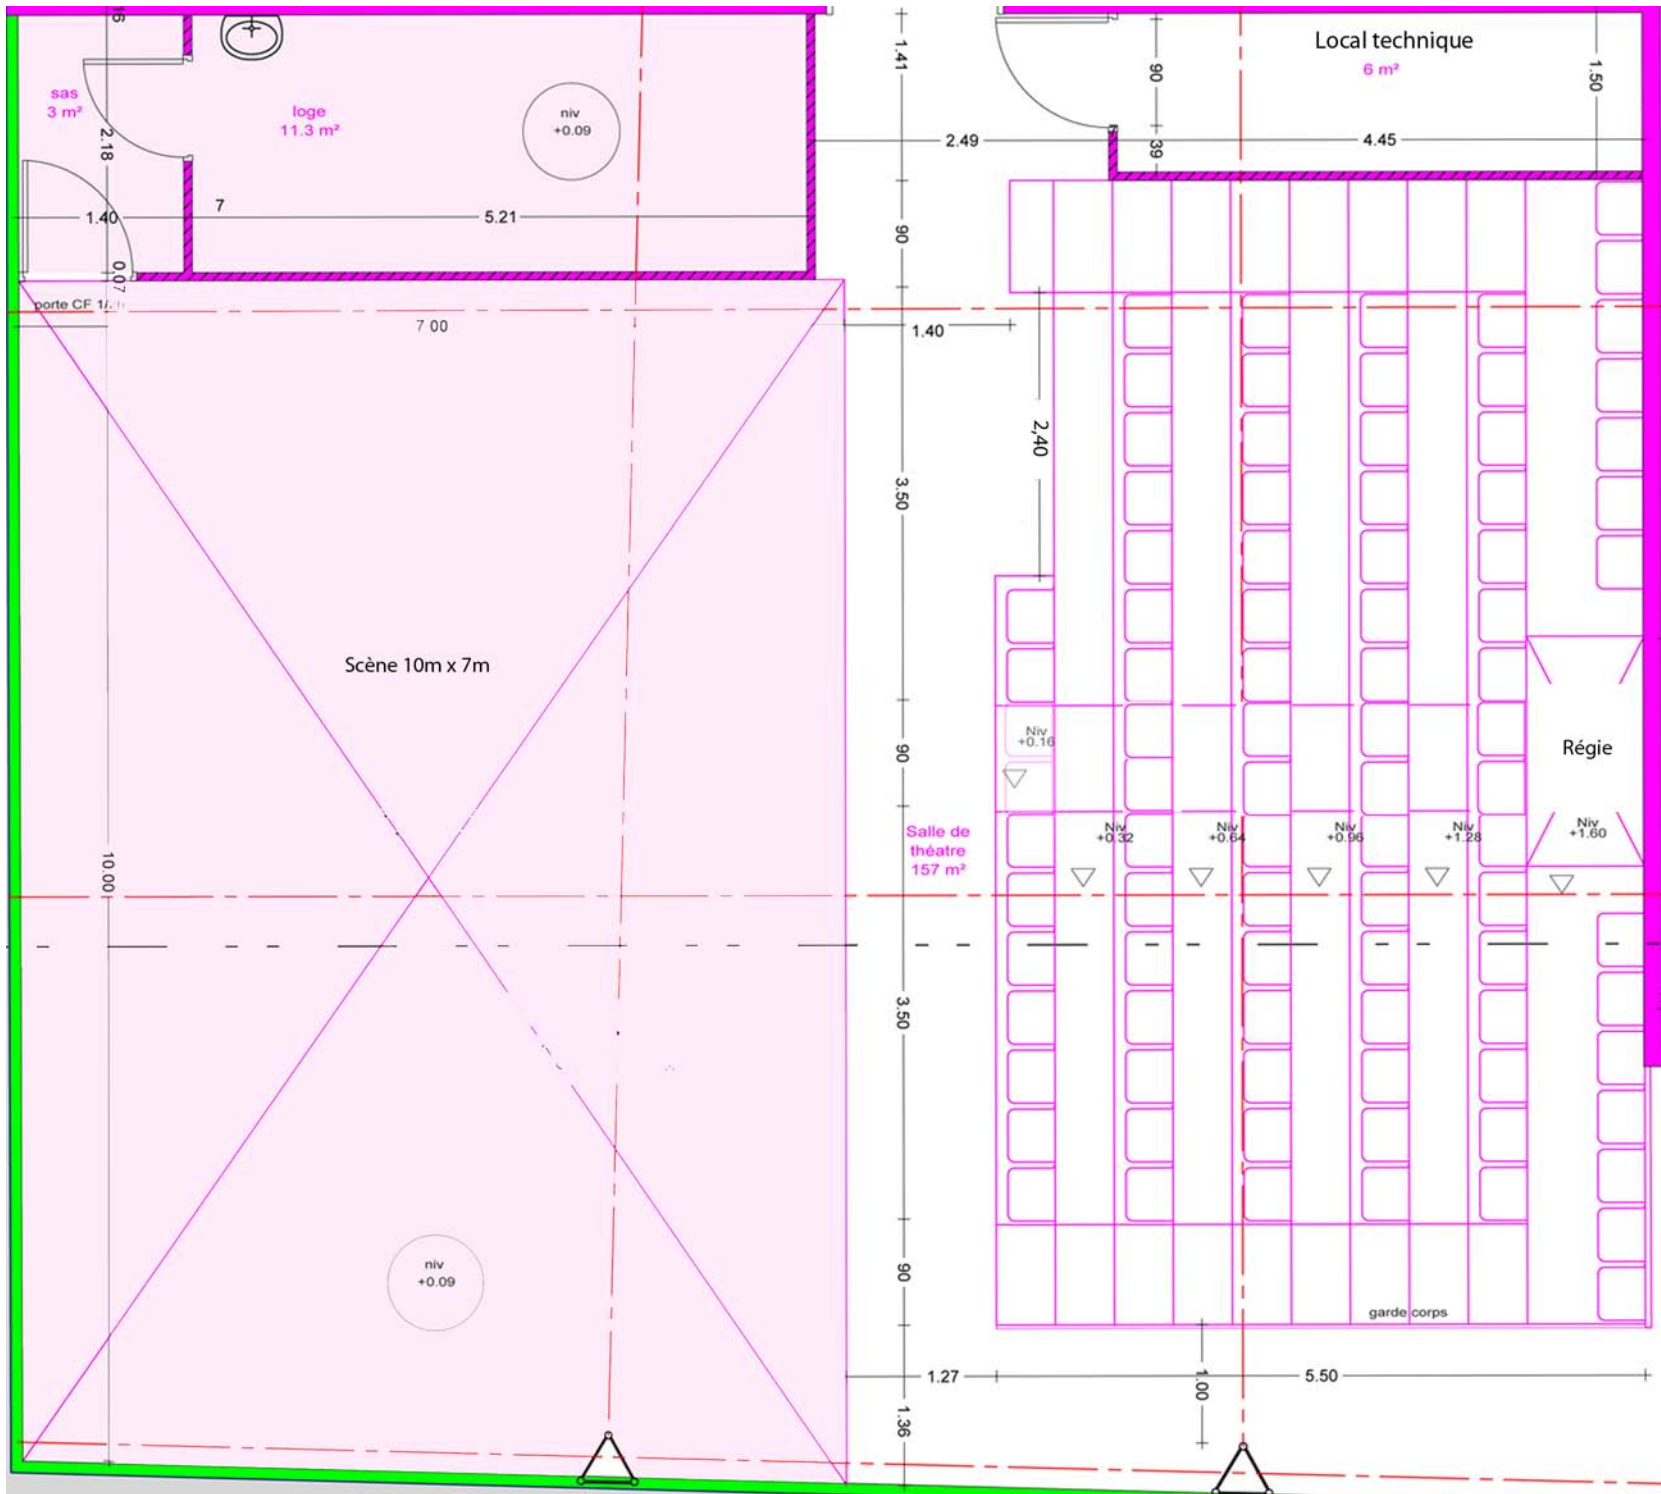 16
1.41
Local technique
6 m²
90
1.50
sas
3 m²
loge
11.3 m²
niv
+0.09
2.18
2.49
39
4.45
1.40
7
5.21
90
0.07
porte CF
7 00
1.40
2,40
3.50
Scène 10m x 7m
Niv
+0.16
90
Régie
Salle de
théatre
157 m²
Niv
+0.32
Niv
+0.64
Niv
+0.96
Niv
+1.28
Niv
+1.60
10.00
3.50
niv
+0.09
90
garde corps
1.27
1.00
5.50
1.36